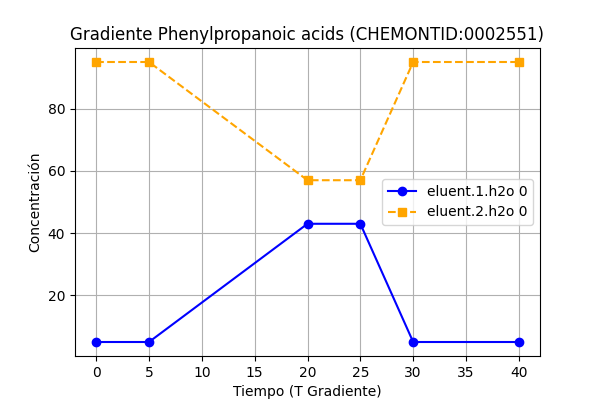 Gradiente Phenylpropanoic acids (CHEMONTID:0002551)
Concentración
80
60
40
20
eluent.1.h2o 0
eluent.2.h2o 0
0 5 10 15 20 25 30 35 40
Tiempo (T Gradiente)